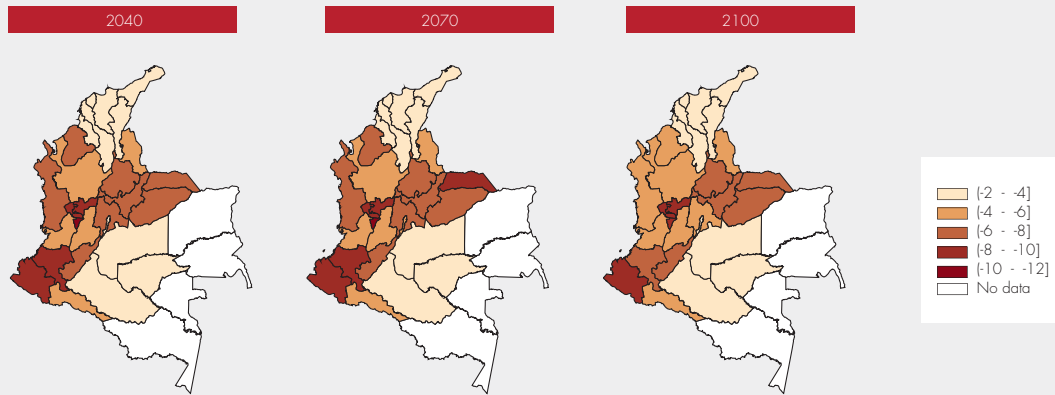 2040
2070
2100
(-2 - -4]
(-4 - -6]
(-6 - -8]
(-8 - -10]
(-10 - -12]
No data